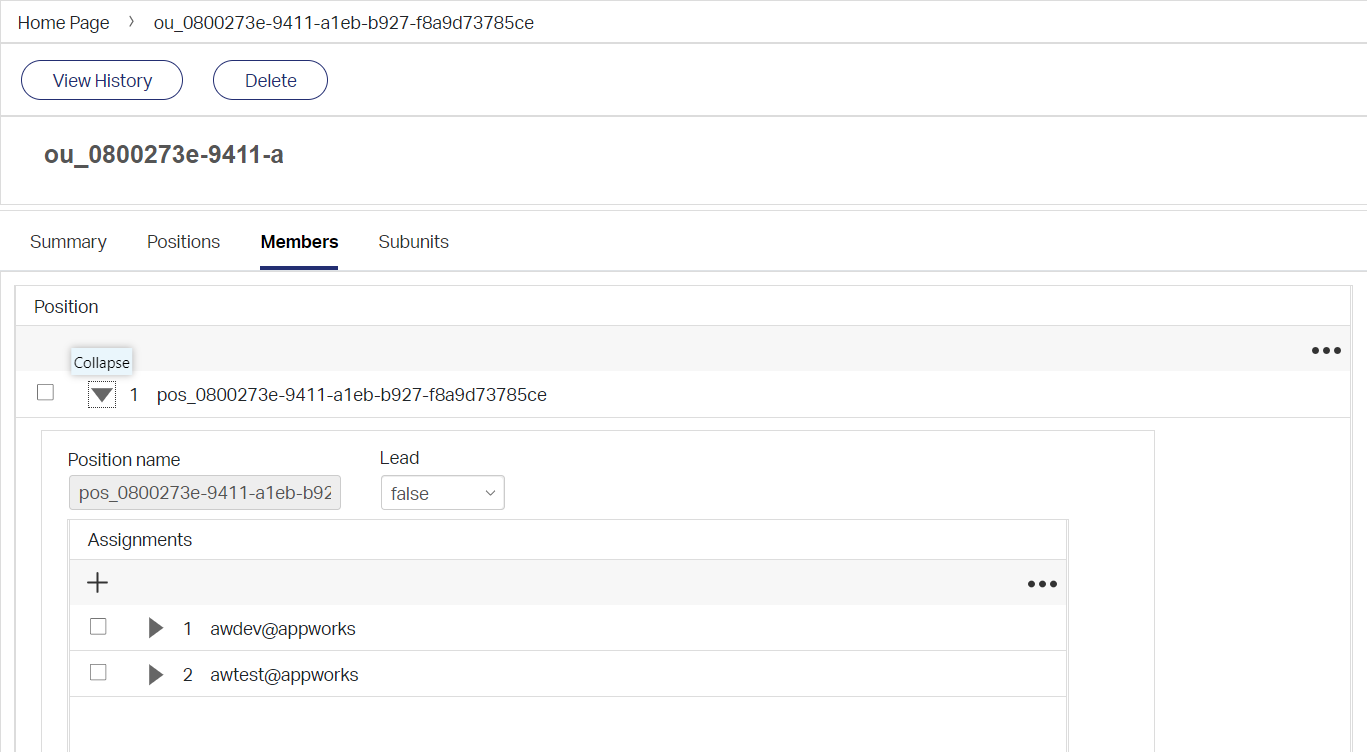 Home Page › ou_0800273e-9411-a1eb-b927-f8a9d73785ce
View History Delete
ou_0800273e-9411-a
Summary Positions Members Subunits
Position
Collapse
1 pos_0800273e-9411-a1eb-b927-f8a9d73785ce
Position name Lead
pos_0800273e-9411-a1eb-b92 false
Assignments
1 awdev@appworks
2 awtest@appworks